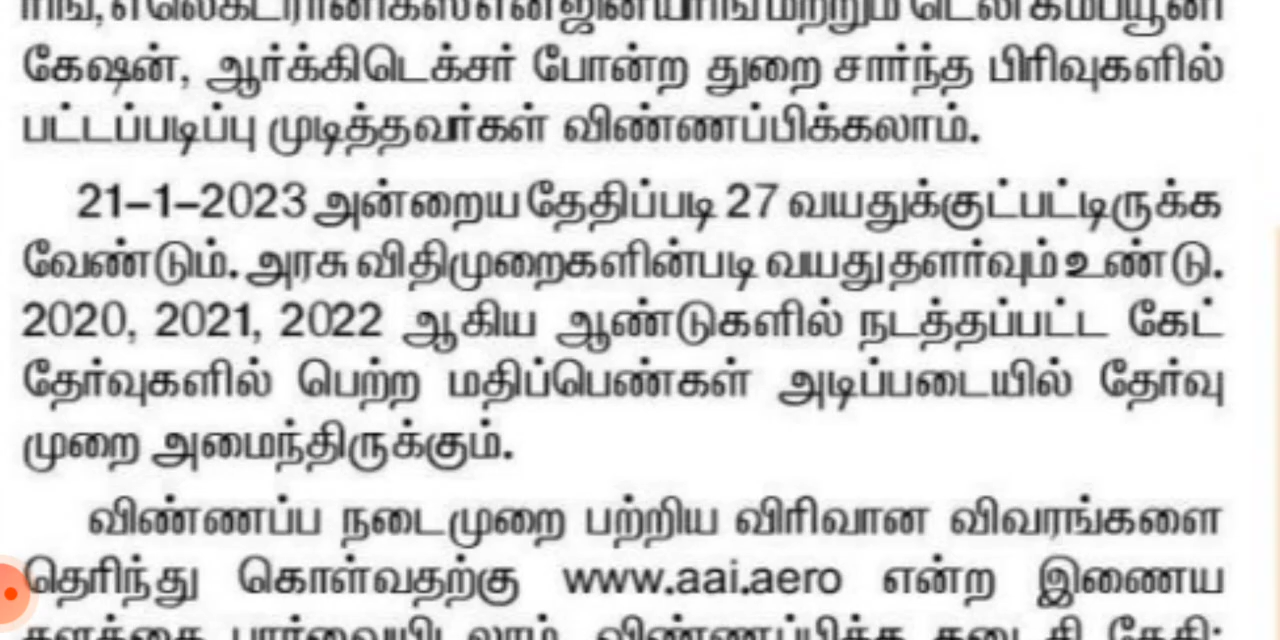 கேஷன், ஆர்க்கிடெக்சர் போன்ற துறை சார்ந்த பிரிவுகளில்
பட்டப்படிப்பு முடித்தவர்கள் விண்ணப்பிக்கலாம்.
21–1–2023 அன்றைய தேதிப்படி 27 வயதுக்குட்பட்டிருக்க
வேண்டும். அரசு விதிமுறைகளின்படி வயது தளர்வும் உண்டு.
2020, 2021, 2022 ஆகிய ஆண்டுகளில் நடத்தப்பட்ட கேட்
தேர்வுகளில் பெற்ற மதிப்பெண்கள் அடிப்படையில் தேர்வு
முறை அமைந்திருக்கும்.
விண்ணப்ப நடைமுறை பற்றிய விரிவான விவரங்களை
தெரிந்து கொள்வதற்கு www.aai.aero என்ற இணைய